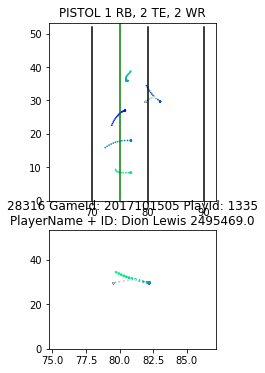 PISTOL 1 RB, 2 TE, 2 WR
50
40
30
20
10
0
70 80 90
28316 GameId: 2017101505 PlayId: 1335
PlayerName + ID: Dion Lewis 2495469.0
40
20
0
75.0 77.5 80.0 82.5 85.0